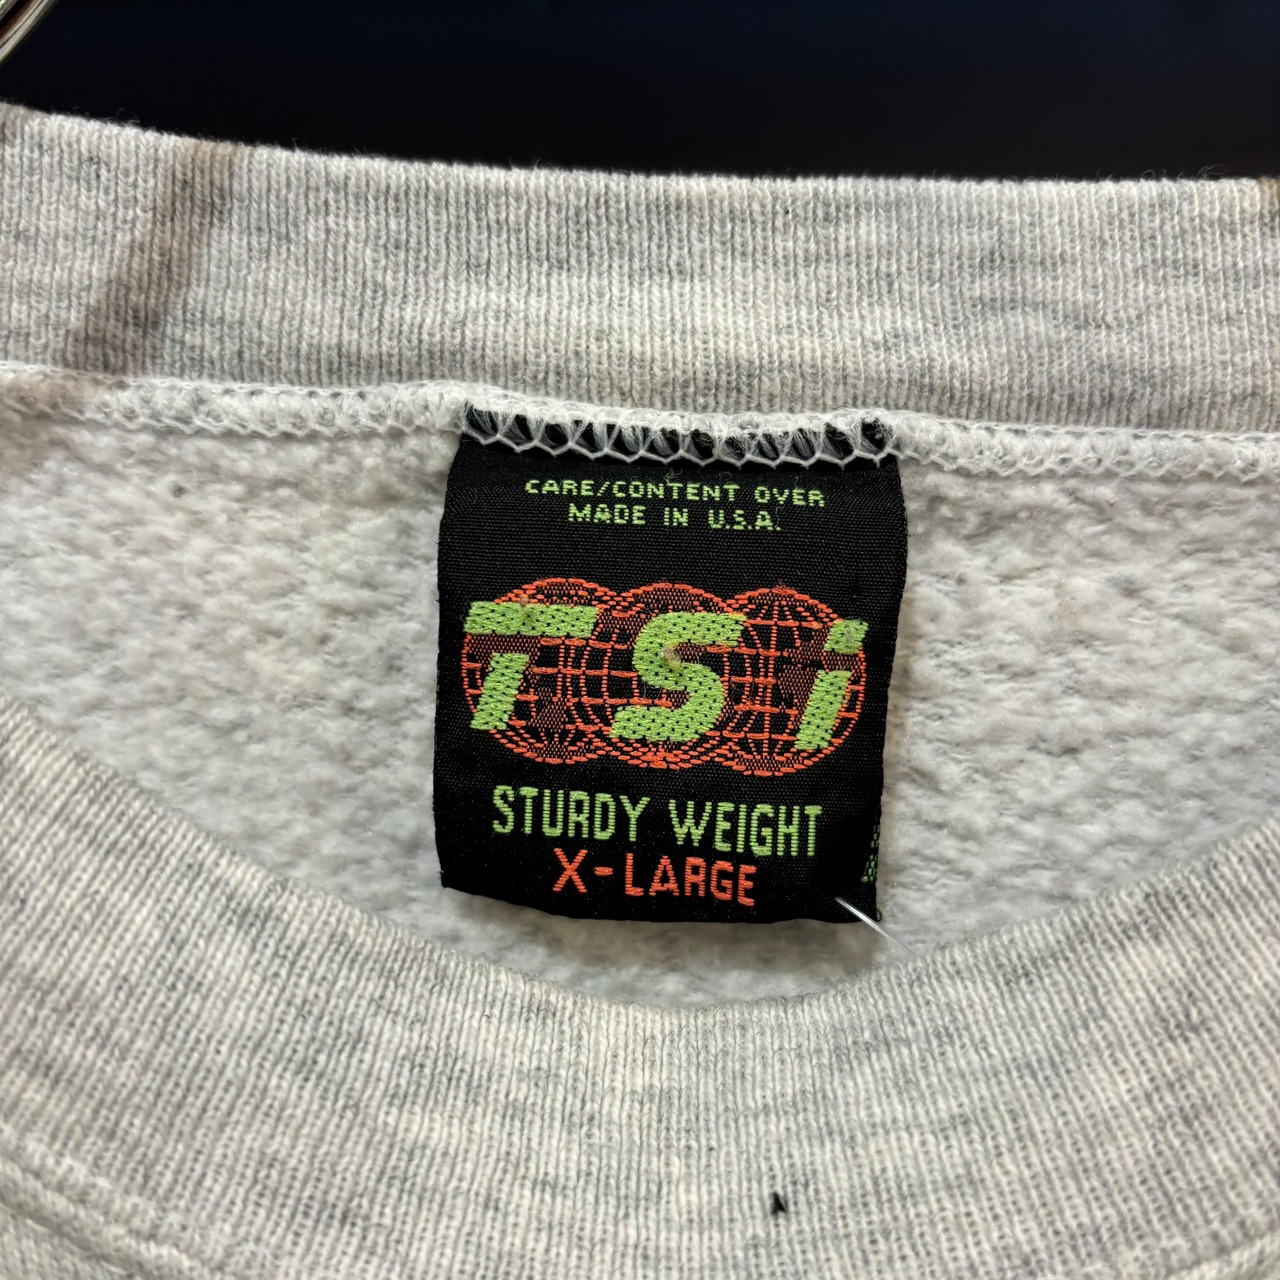 CARE/CONTENT OVER
MADE IN U.S.A.
TSi
STURDY WEIGHT
X-LARGE